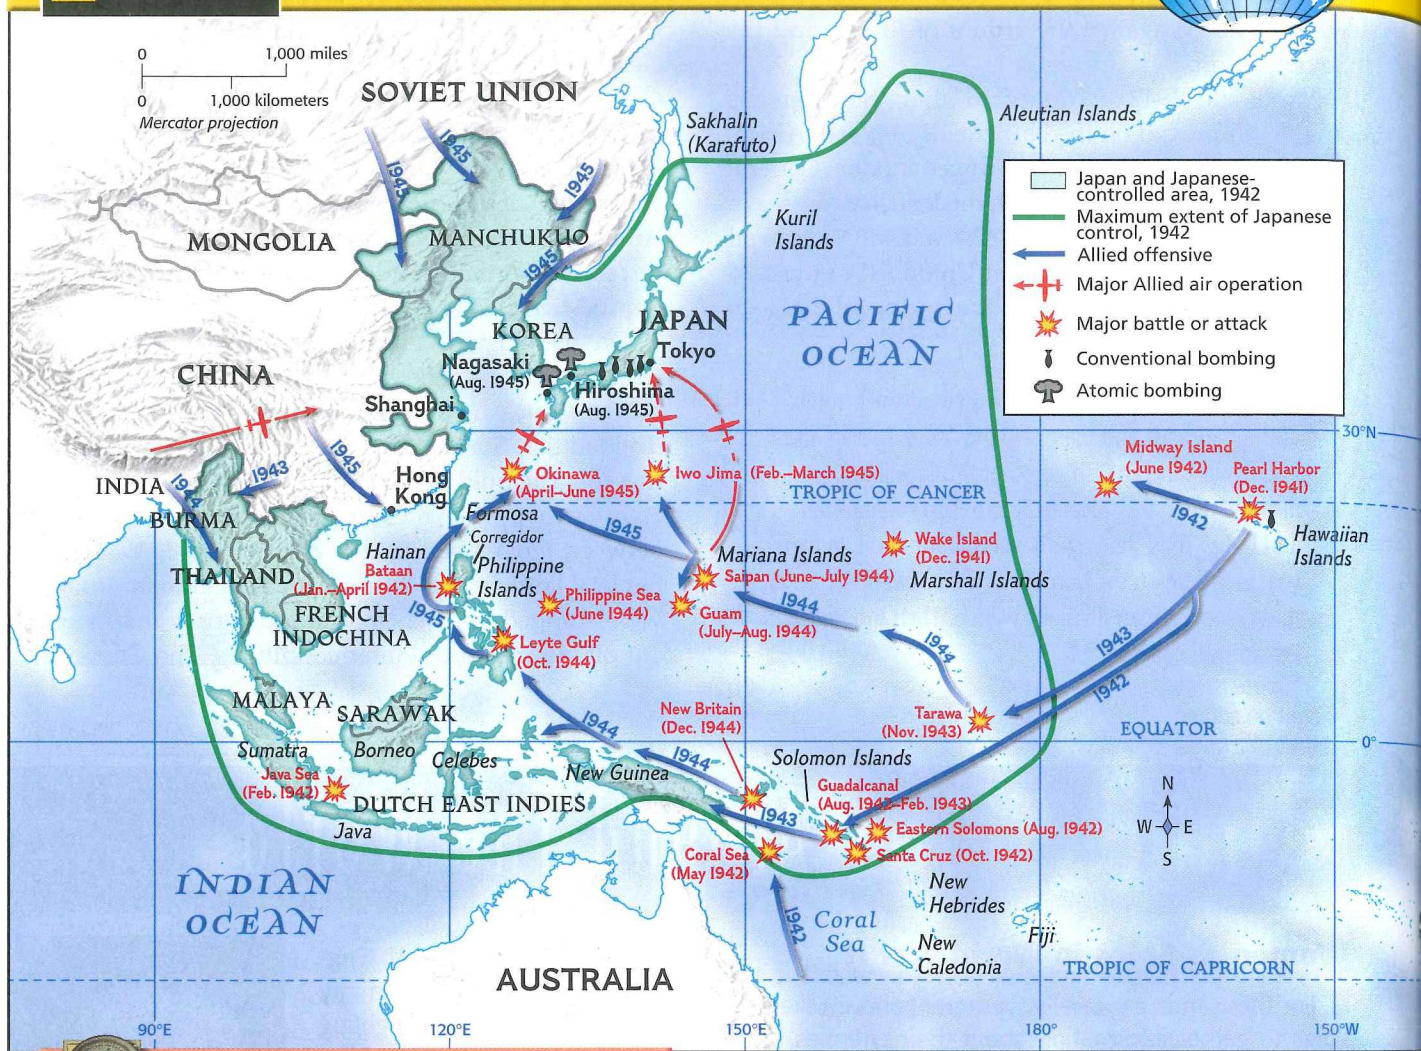 0 1,000 miles
0 1,000 kilometers
Mercator projection
SOVIET UNION
Sakhalin
(Karafuto)
Aleutian Islands
Japan and Japanese-
controlled area, 1942
Maximum extent of Japanese
control, 1942
Allied offensive
Major Allied air operation
Major battle or attack
Conventional bombing
Atomic bombing
1945
1945
1945
1945
MONGOLIA
MANCHUKUO
Kuril
Islands
PACIFIC
OCEAN
KOREA
JAPAN
Tokyo
Nagasaki
(Aug. 1945)
Hiroshima
(Aug. 1945)
CHINA
Shanghai
30°N
Midway Island
(June 1942)
Pearl Harbor
(Dec. 1941)
1942
Hawaiian
Islands
INDIA
1944
1943
1945
Hong
Kong
Okinawa
(April–June 1945)
Iwo Jima (Feb.–March 1945)
TROPIC OF CANCER
BURMA
Formosa
Corregidor
1945
Mariana Islands
Wake Island
(Dec. 1941)
Hainan
Bataan
(Jan.–April 1942)
Philippine
Islands
Saipan (June–July 1944)
Marshall Islands
THAILAND
Philippine Sea
(June 1944)
Guam
(July–Aug. 1944)
1944
FRENCH
INDOCHINA
1945
Leyte Gulf
(Oct. 1944)
1944
1943
1942
MALAYA
SARAWAK
New Britain
(Dec. 1944)
Tarawa
(Nov. 1943)
EQUATOR
0°
1944
1944
Sumatra
Borneo
Celebes
New Guinea
Solomon Islands
Java Sea
(Feb. 1942)
Guadalcanal
(Aug. 1942–Feb. 1943)
DUTCH EAST INDIES
1943
Eastern Solomons (Aug. 1942)
Java
Coral Sea
(May 1942)
Santa Cruz (Oct. 1942)
N
W E
S
INDIAN
OCEAN
1942
Coral
Sea
New
Hebrides
New
Caledonia
Fiji
AUSTRALIA
TROPIC OF CAPRICORN
90°E 120°E 150°E 180° 150°W